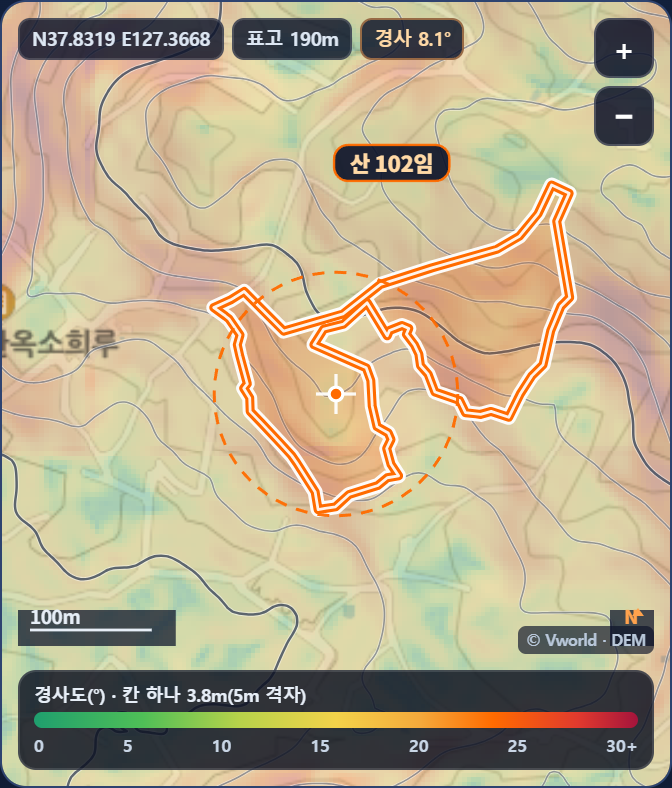 N37.8319 E127.3668
표고 190m
경사 8.1°
+
−
산 102임
옥소희루
100m
N
© Vworld · DEM
경사도(°) · 칸 하나 3.8m(5m 격자)
0 5 10 15 20 25 30+